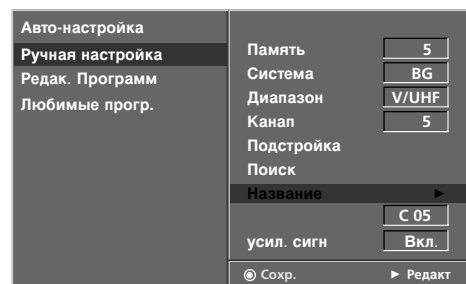 Авто-настройка
Ручная настройка
Редак. Программ
Любимые прогр.
Память 5
Система BG
Диапазон V/UHF
Канап 5
Подстройка
Поиск
Название ►
C 05
усил. сигн Вкл.
◉ Сохр. ► Редакт